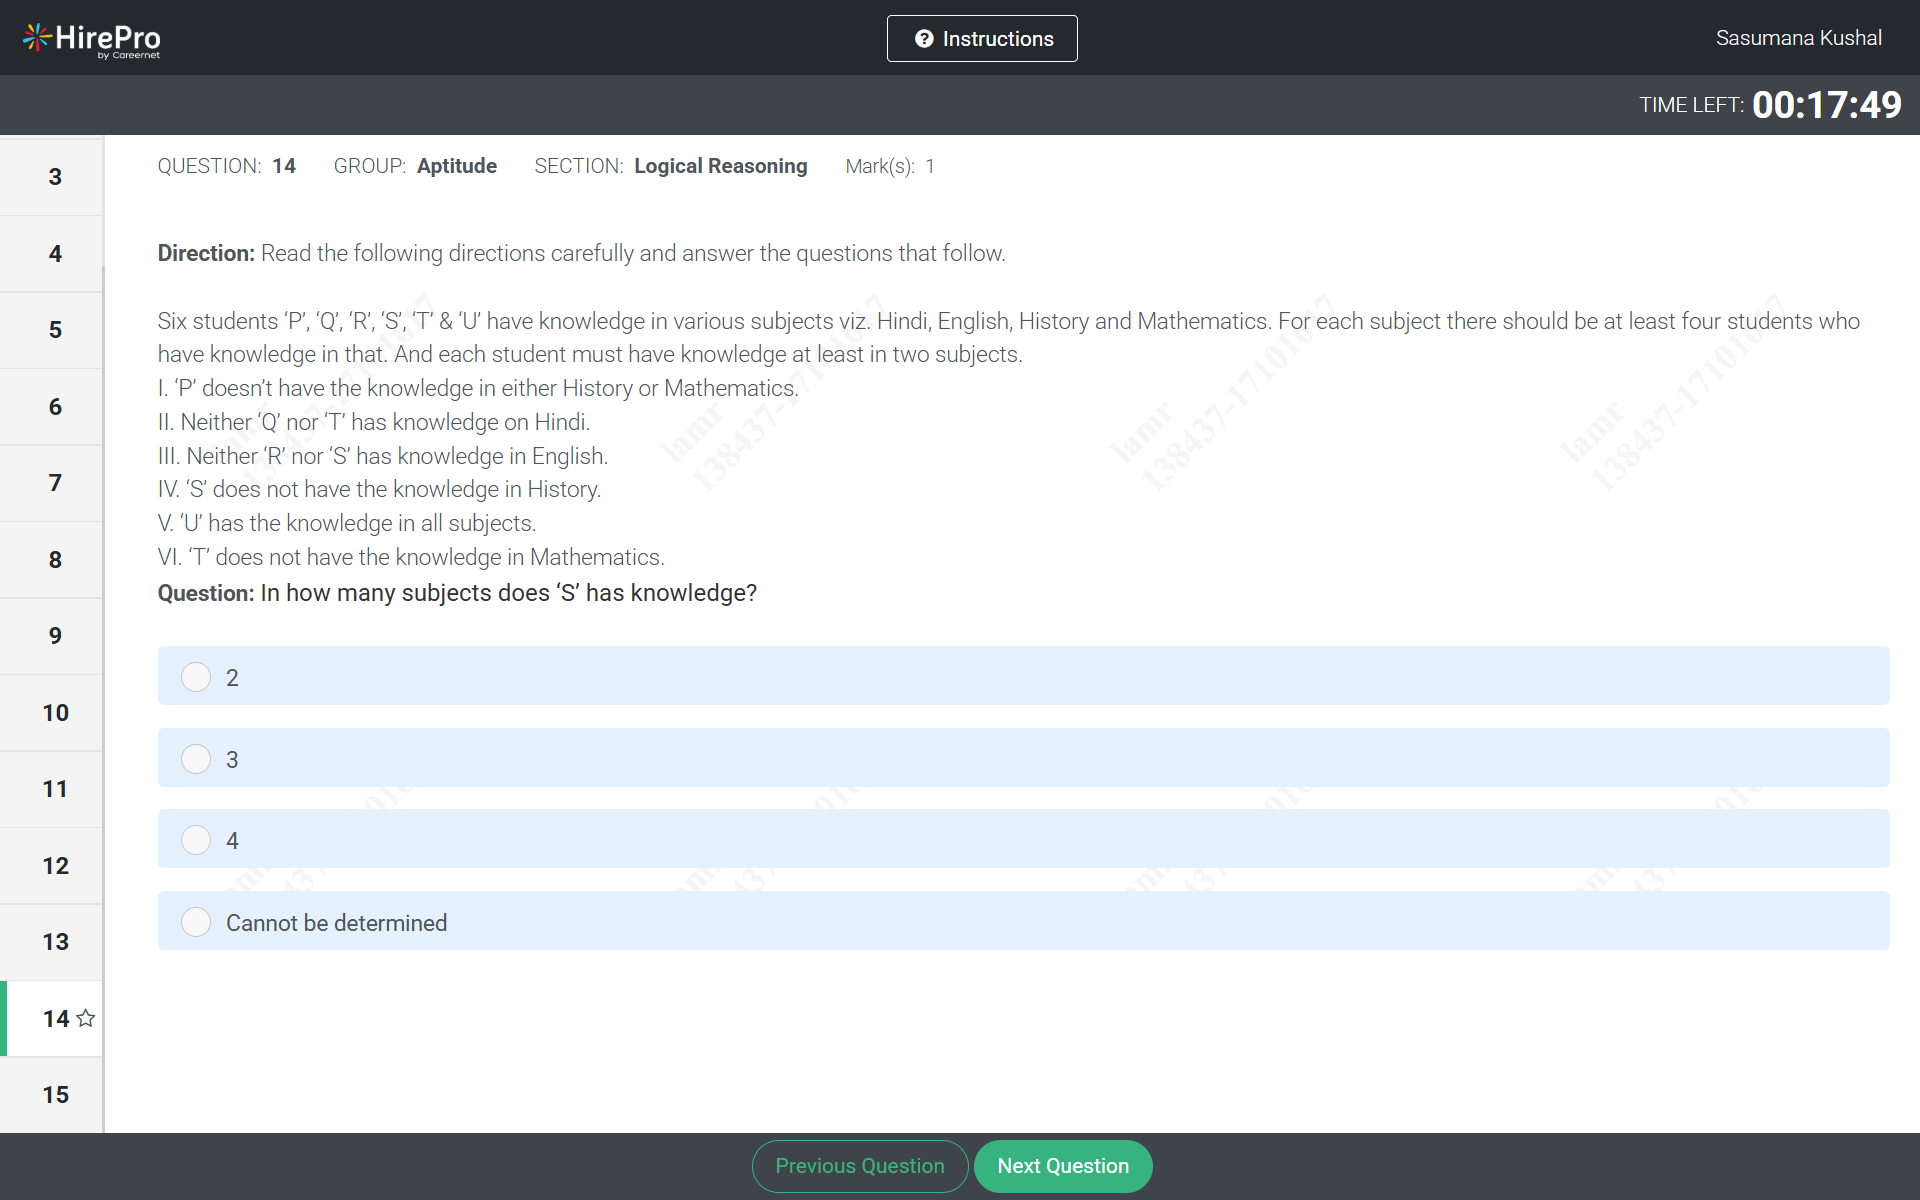 HirePro
by Careernet
Instructions
Sasumana Kushal
TIME LEFT: 00:17:49
QUESTION: 14 GROUP: Aptitude SECTION: Logical Reasoning Mark(s): 1
Direction: Read the following directions carefully and answer the questions that follow.
Six students ‘P’, ‘Q’, ‘R’, ‘S’, ‘T’ & ‘U’ have knowledge in various subjects viz. Hindi, English, History and Mathematics. For each subject there should be at least four students who
have knowledge in that. And each student must have knowledge at least in two subjects.
I. ‘P’ doesn’t have the knowledge in either History or Mathematics.
II. Neither ‘Q’ nor ‘T’ has knowledge on Hindi.
III. Neither ‘R’ nor ‘S’ has knowledge in English.
IV. ‘S’ does not have the knowledge in History.
V. ‘U’ has the knowledge in all subjects.
VI. ‘T’ does not have the knowledge in Mathematics.
Question: In how many subjects does ‘S’ has knowledge?
2
3
4
Cannot be determined
3
4
5
6
7
8
9
10
11
12
13
14
15
Previous Question
Next Question